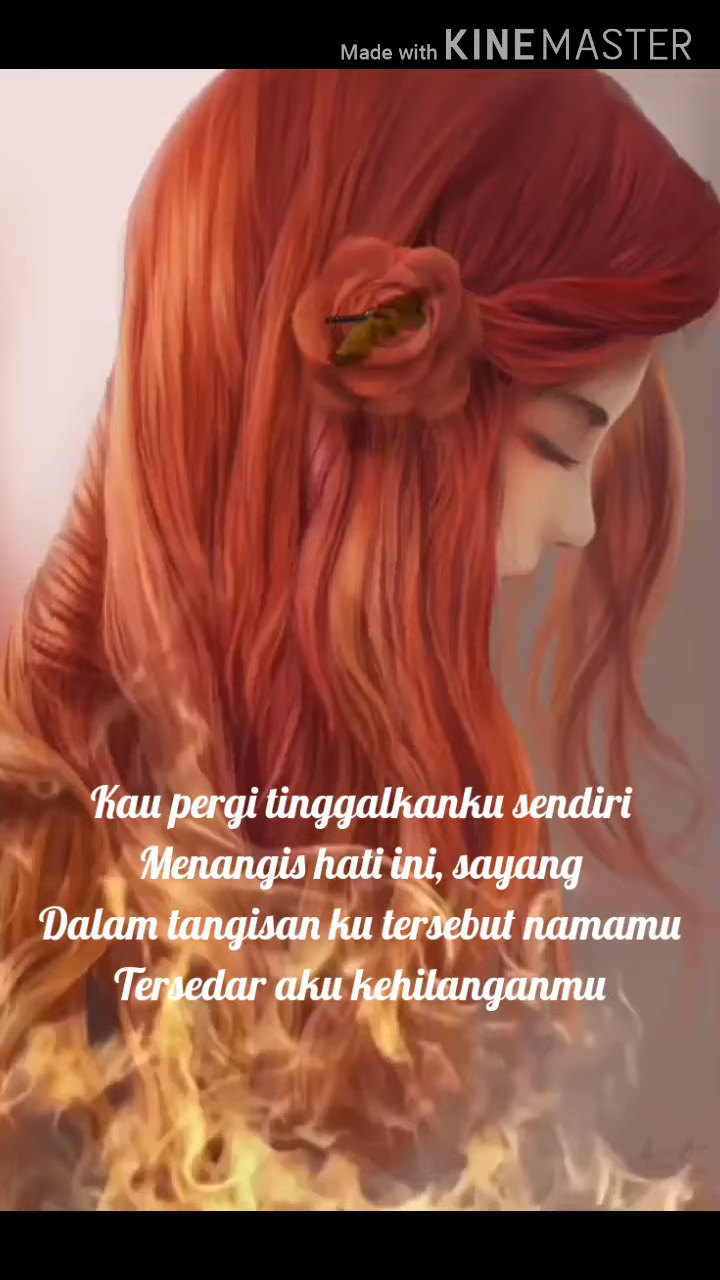 Made with KINEMASTER
Kau pergi tinggalkanku sendiri
Menangis hati ini, sayang
Dalam tangisan ku tersebut namamu
Tersedar aku kehilanganmu